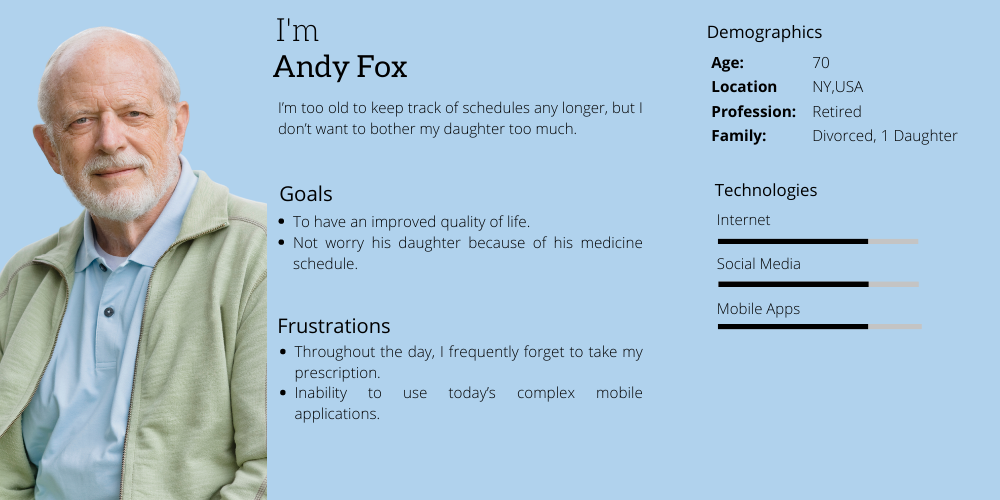 I'm
Andy Fox
I'm too old to keep track of schedules any longer, but I
don't want to bother my daughter too much.
Goals
• To have an improved quality of life.
• Not worry his daughter because of his medicine
schedule.
Frustrations
• Throughout the day, I frequently forget to take my
prescription.
• Inability to use today's complex mobile
applications.
Demographics
Age: 70
Location NY,USA
Profession: Retired
Family: Divorced, 1 Daughter
Technologies
Internet
Social Media
Mobile Apps